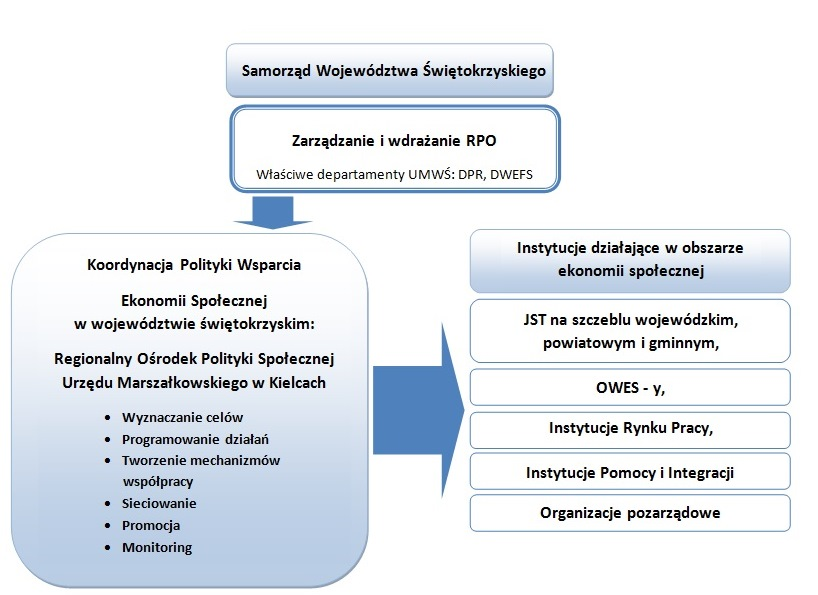 Samorząd Województwa Świętokrzyskiego
Zarządzanie i wdrażanie RPO
Właściwe departamenty UMWŚ: DPR, DWEFS
Koordynacja Polityki Wsparcia
Ekonomii Społecznej
w województwie świętokrzyskim:
Regionalny Ośrodek Polityki Społecznej
Urzędu Marszałkowskiego w Kielcach
• Wyznaczanie celów
• Programowanie działań
• Tworzenie mechanizmów
współpracy
• Sieciowanie
• Promocja
• Monitoring
Instytucje działające w obszarze
ekonomii społecznej
JST na szczeblu wojewódzkim,
powiatowym i gminnym,
OWES - y,
Instytucje Rynku Pracy,
Instytucje Pomocy i Integracji
Organizacje pozarządowe